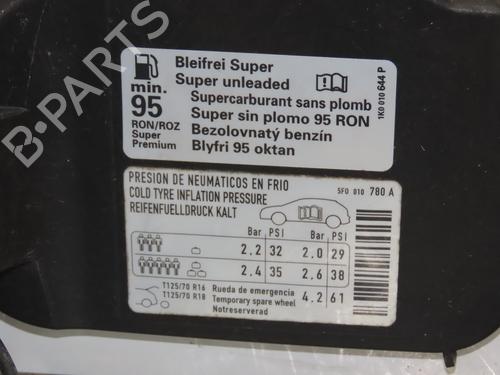 B-PARTS
Bleifrei Super
Super unleaded
Supercarburant sans plomb
Super sin plomo 95 RON
Bezolovnatý benzín
Blyfri 95 oktan
min.
95
RON/ROZ
Super
Premium
1K0 010 644 P
PRESION DE NEUMATICOS EN FRIO
COLD TYRE INFLATION PRESSURE
REIFENFUELLDRUCK KALT
5F0 010 780 A
Bar PSI Bar PSI
2,2 32 2,0 29
2,4 35 2,6 38
T125/70 R16
T125/70 R18
Rueda de emergencia
Temporary spare wheel
Notreserverad
4,2 61